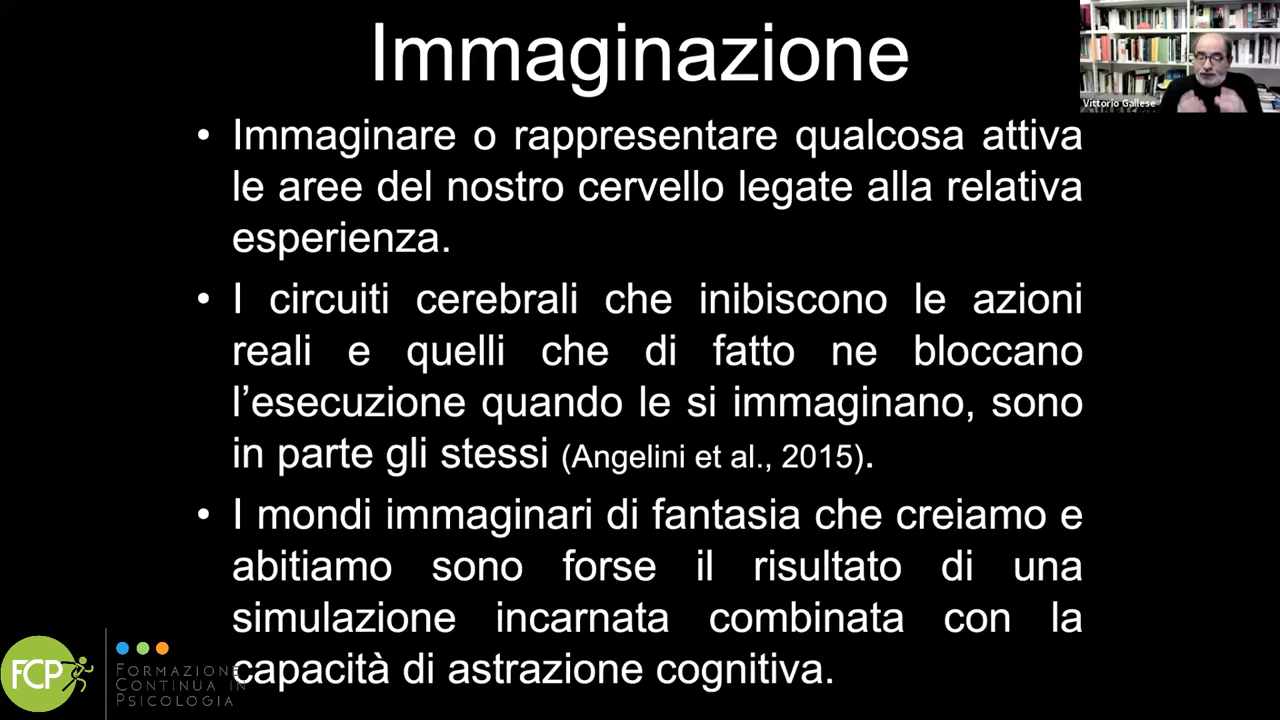 Immaginazione
Vittorio Gallese
• Immaginare o rappresentare qualcosa attiva
le aree del nostro cervello legate alla relativa
esperienza.
• I circuiti cerebrali che inibiscono le azioni
reali e quelli che di fatto ne bloccano
l’esecuzione quando le si immaginano, sono
in parte gli stessi (Angelini et al., 2015).
• I mondi immaginari di fantasia che creiamo e
abitiamo sono forse il risultato di una
simulazione incarnata combinata con la
capacità di astrazione cognitiva.
FCP
FORMAZIONE
CONTINUA IN
PSICOLOGIA